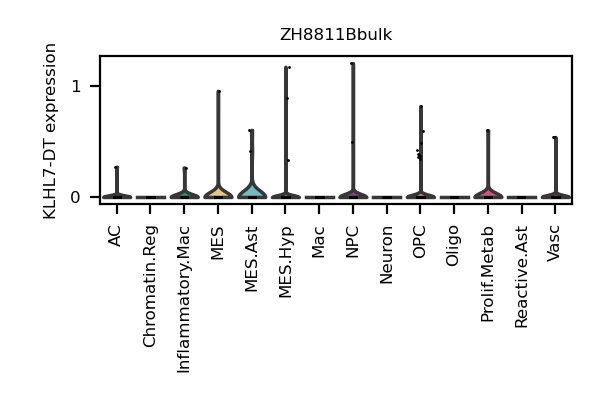 ZH8811Bbulk
KLHL7-DT expression
1
0
AC
Chromatin.Reg
Inflammatory.Mac
MES
MES.Ast
MES.Hyp
Mac
NPC
Neuron
OPC
Oligo
Prolif.Metab
Reactive.Ast
Vasc